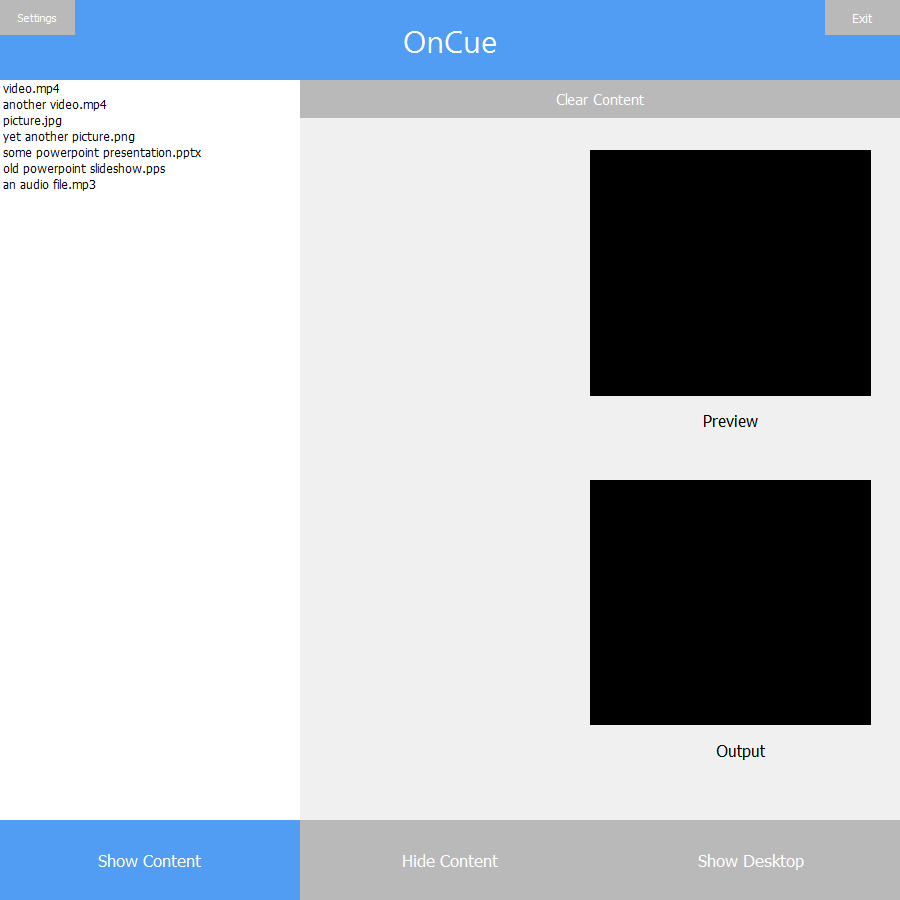 Settings
OnCue
Exit
Clear Content
video.mp4
another video.mp4
picture.jpg
yet another picture.png
some powerpoint presentation.pptx
old powerpoint slideshow.pps
an audio file.mp3
Preview
Output
Show Content
Hide Content
Show Desktop